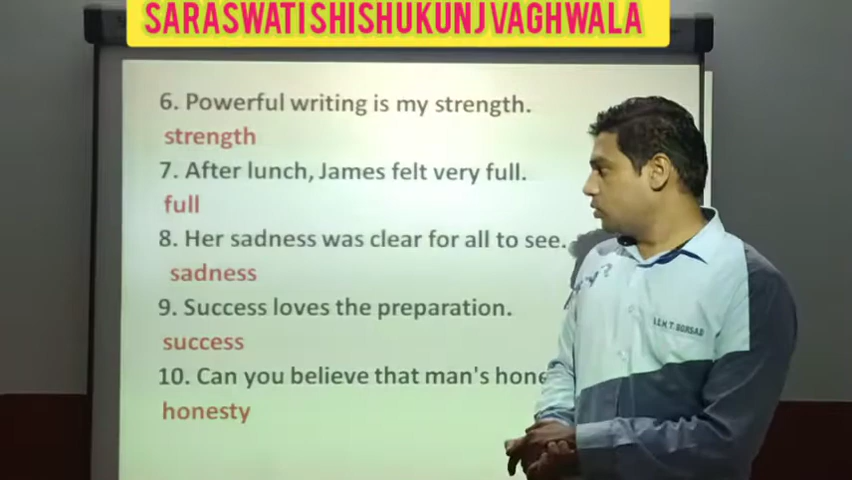 SARASWATI SHISHUKUNJ VAGHWALA
6. Powerful writing is my strength.
strength
7. After lunch, James felt very full.
full
8. Her sadness was clear for all to see.
sadness
9. Success loves the preparation.
success
10. Can you believe that man's hone
honesty